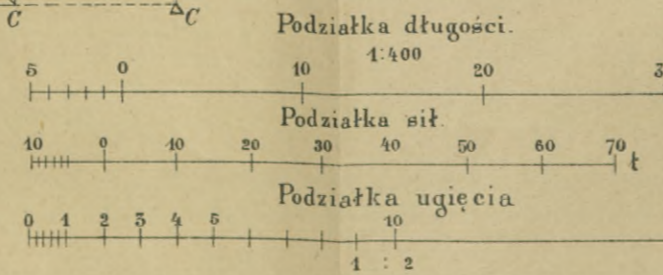 C C
Podziałka długości.
1:400
5 0 10 20 3
Podziałka sił.
10 0 10 20 30 40 50 60 70 t
Podziałka ugięcia
0 1 2 3 4 5 10
1 : 2